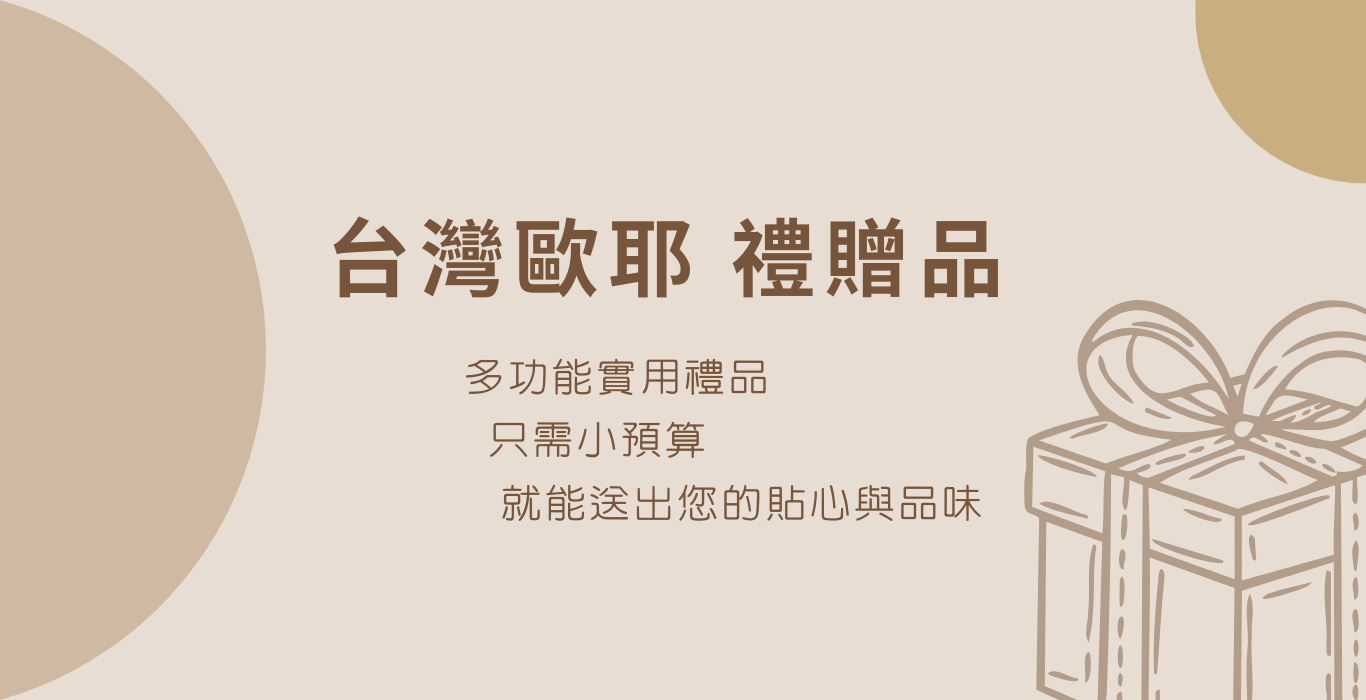 台灣歐耶 禮贈品
多功能實用禮品
只需小預算
就能送出您的貼心與品味